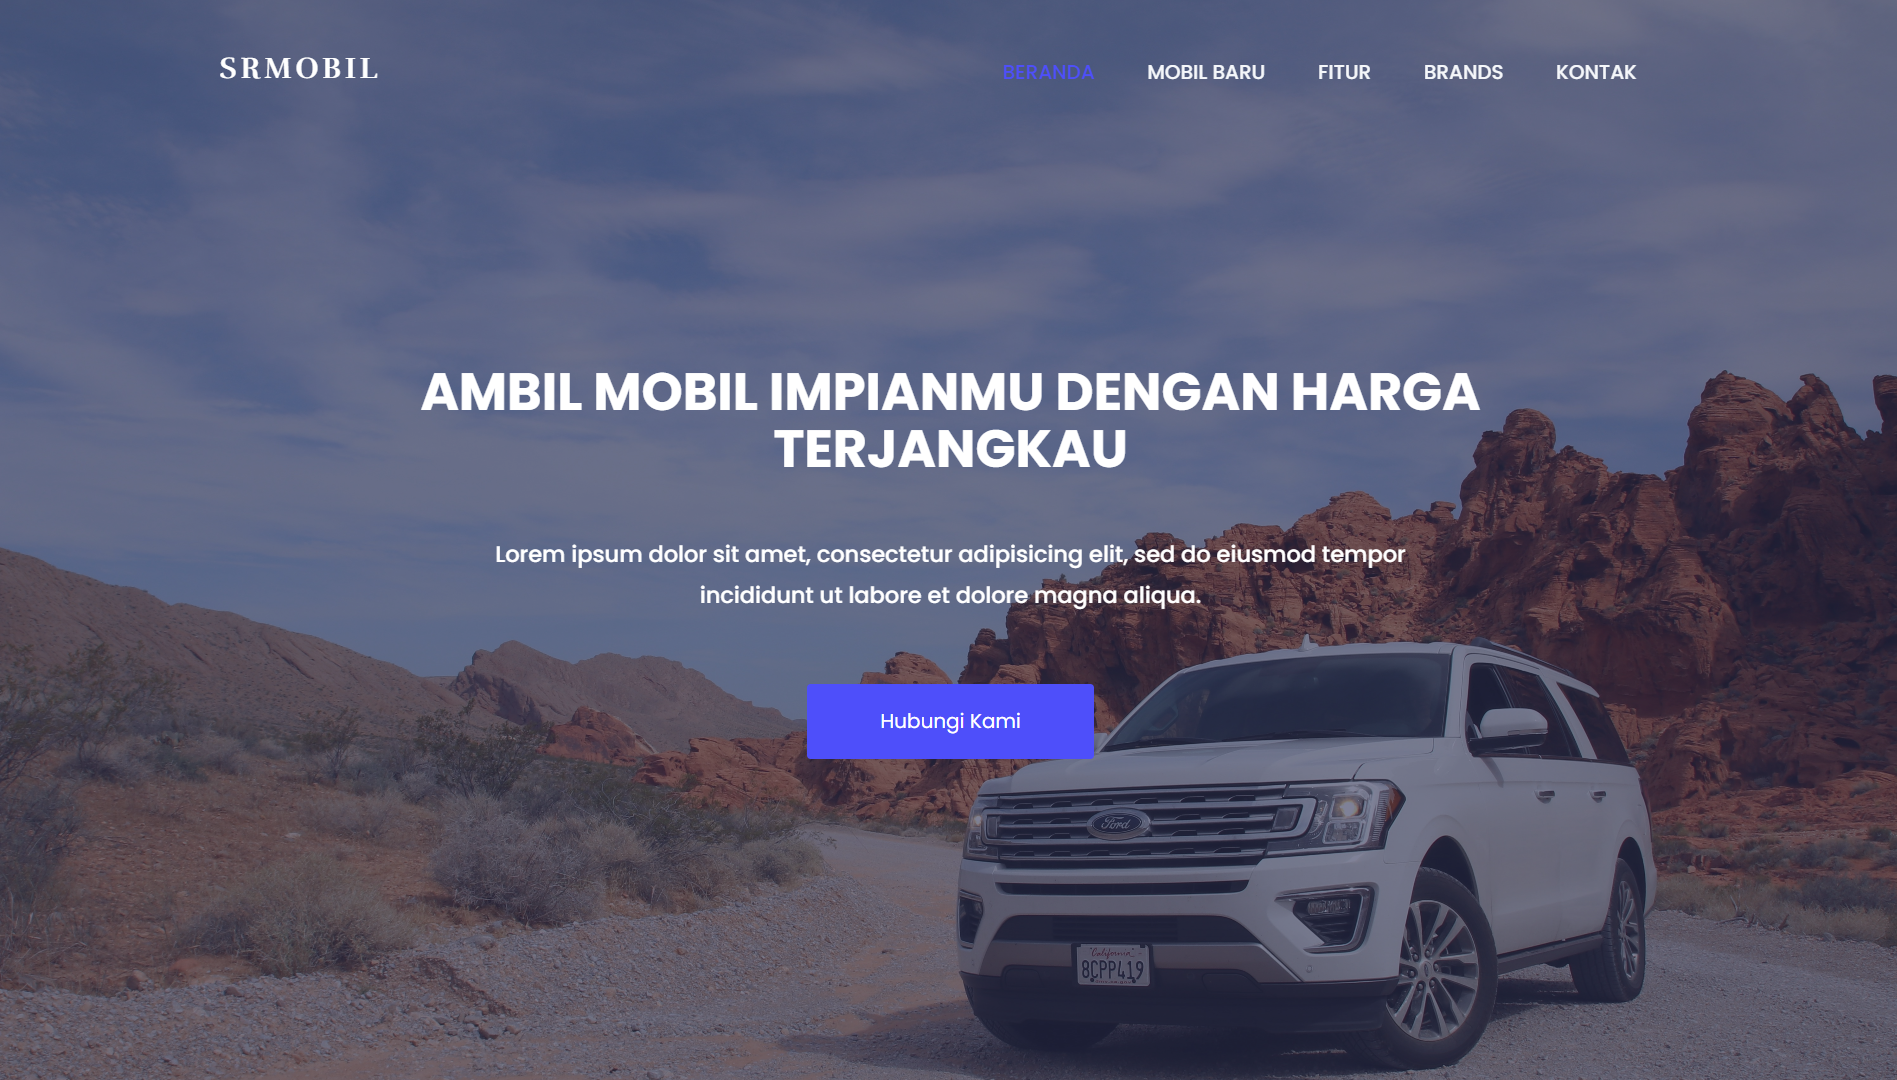 SRMOBIL
BERANDA MOBIL BARU FITUR BRANDS KONTAK
AMBIL MOBIL IMPIANMU DENGAN HARGA
TERJANGKAU
Lorem ipsum dolor sit amet, consectetur adipisicing elit, sed do eiusmod tempor
incididunt ut labore et dolore magna aliqua.
Hubungi Kami
Ford
California
8CPP419